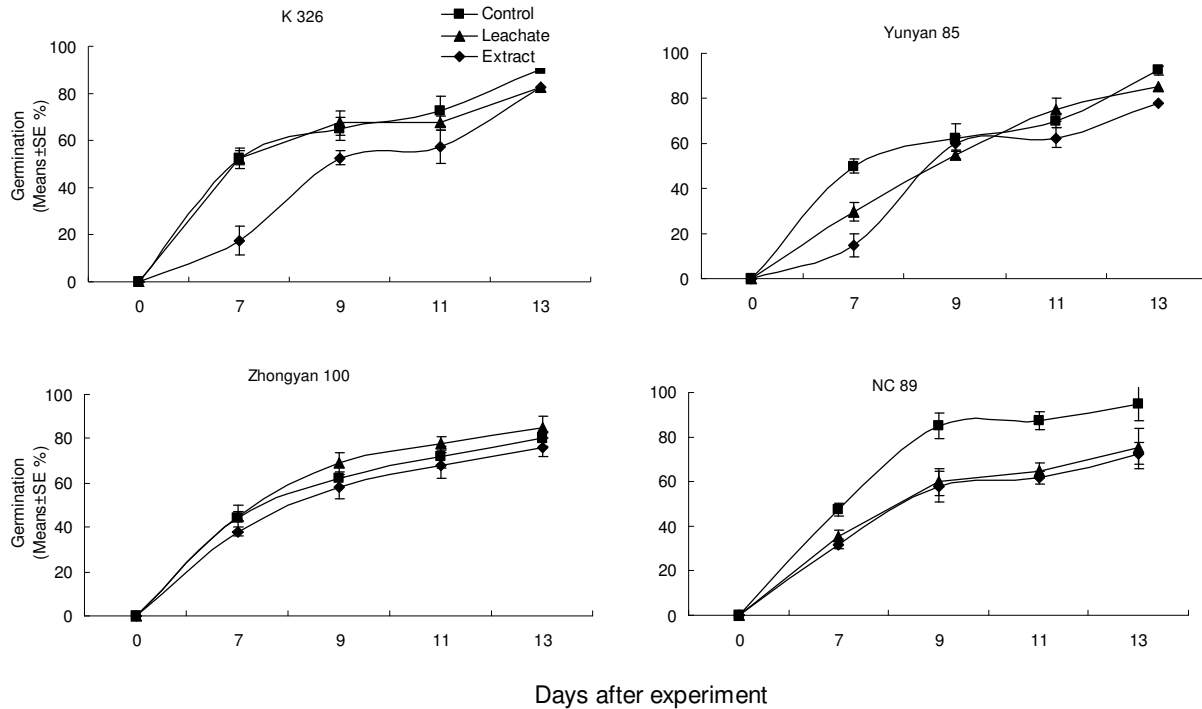 K 326
Control
Leachate
Extract
Germination
(Means±SE %)
100
80
60
40
20
0
0 7 9 11 13
Yunyan 85
100
80
60
40
20
0
0 7 9 11 13
Zhongyan 100
Germination
(Means±SE %)
100
80
60
40
20
0
0 7 9 11 13
NC 89
100
80
60
40
20
0
0 7 9 11 13
Days after experiment